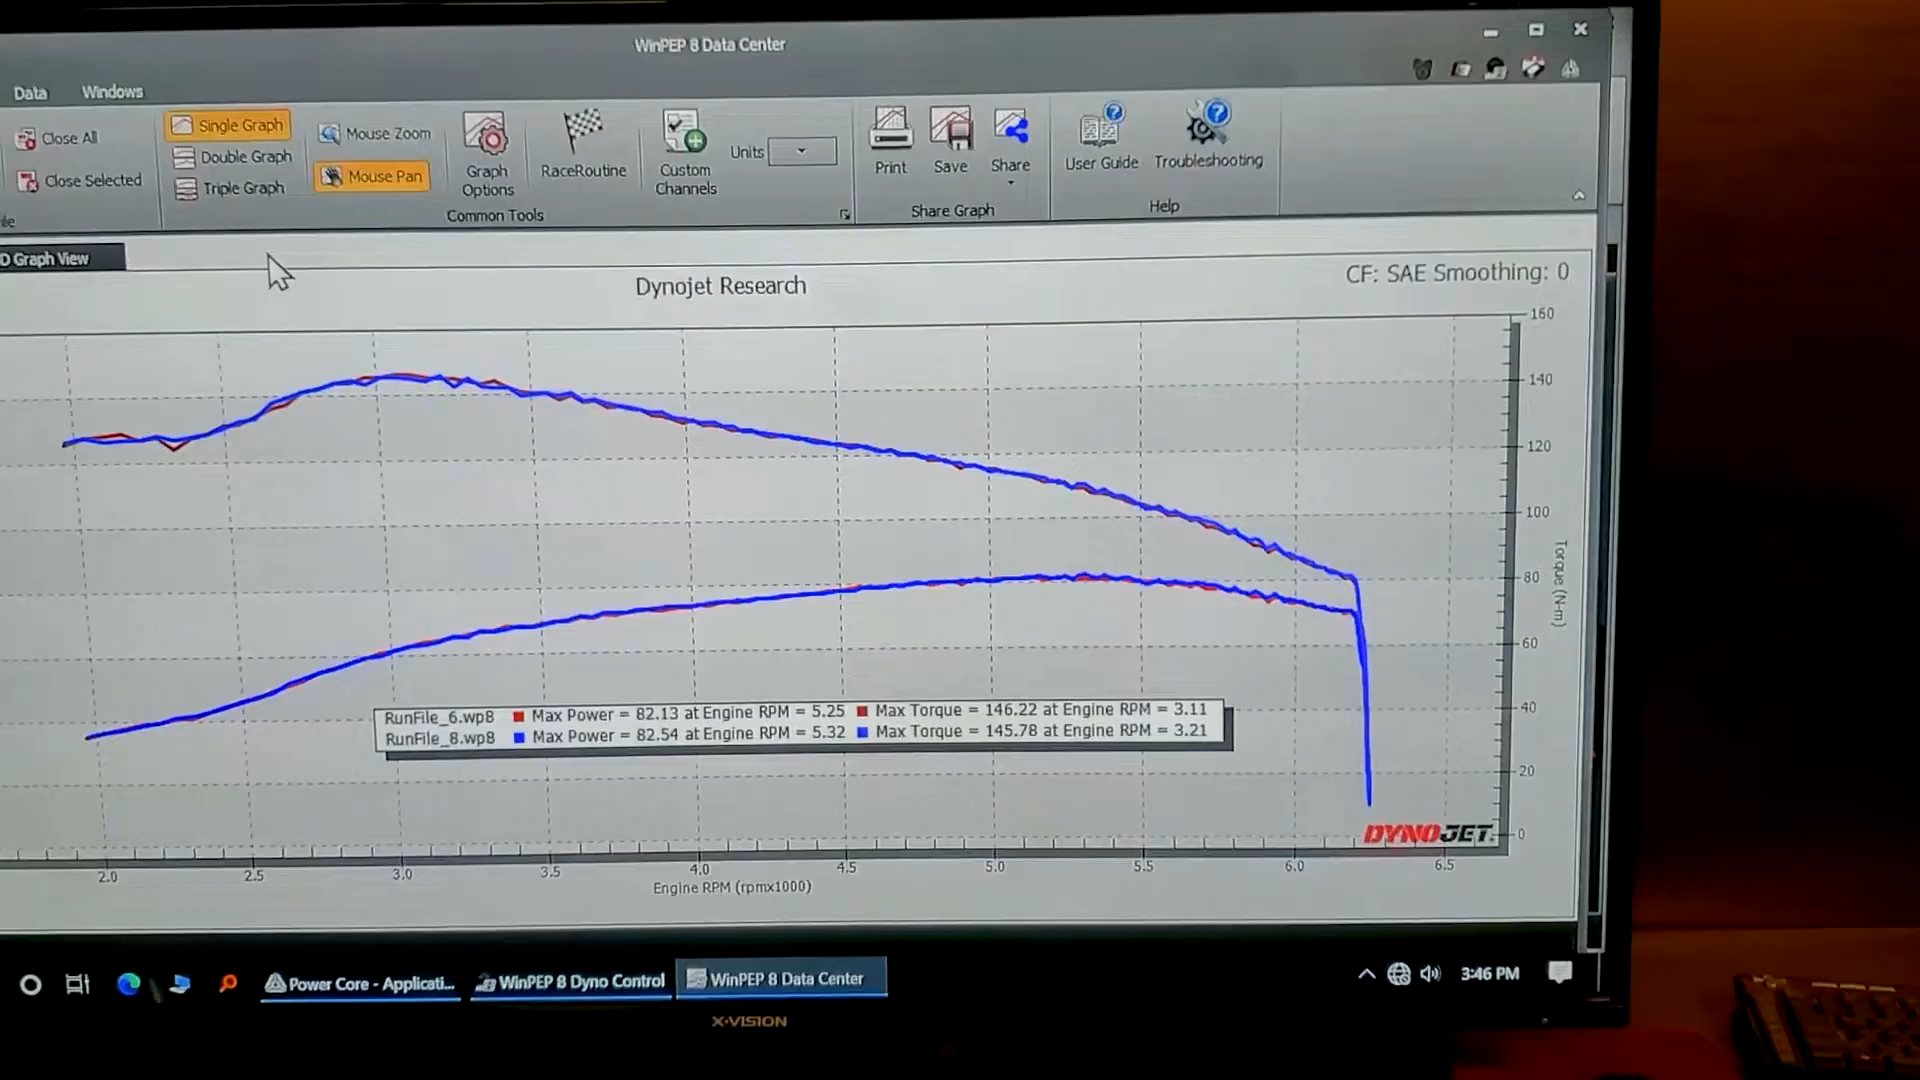 WinPEP 8 Data Center
Data Windows
Close All
Close Selected
Single Graph
Double Graph
Triple Graph
Mouse Zoom
Mouse Pan
Graph Options
RaceRoutine
Custom Channels
Units
Common Tools
Print
Save
Share
Share Graph
User Guide
Troubleshooting
Help
D Graph View
Dynojet Research
CF: SAE Smoothing: 0
160
140
120
100
80
60
40
20
0
Torque (N-m)
RunFile_6.wp8 Max Power = 82.13 at Engine RPM = 5.25 Max Torque = 146.22 at Engine RPM = 3.11
RunFile_8.wp8 Max Power = 82.54 at Engine RPM = 5.32 Max Torque = 145.78 at Engine RPM = 3.21
DYNOJET.
2.0 2.5 3.0 3.5 4.0 4.5 5.0 5.5 6.0 6.5
Engine RPM (rpmx1000)
Power Core - Applicati...
WinPEP 8 Dyno Control
WinPEP 8 Data Center
3:46 PM
X·VISION